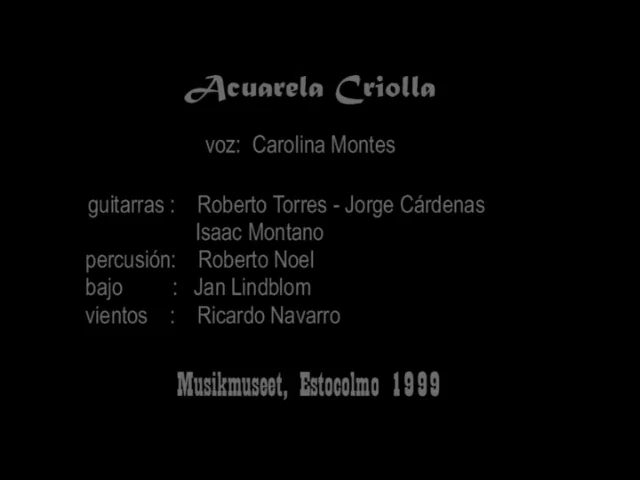 Acuarela Criolla
voz: Carolina Montes
guitarras : Roberto Torres - Jorge Cárdenas
Isaac Montano
percusión: Roberto Noel
bajo : Jan Lindblom
vientos : Ricardo Navarro
Musikmuseet, Estocolmo 1999